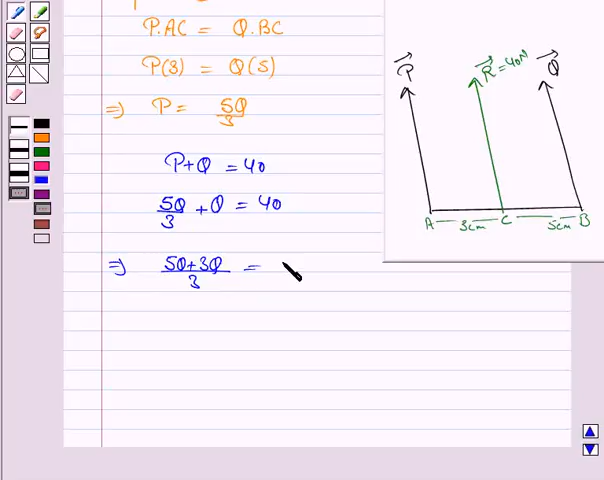 P.AC = Q.BC
P(3) = Q(5)
⇒ P = 5Q/3
P+Q = 40
5Q/3 + Q = 40
⇒ 5Q+3Q/3 =
P R = 40N Q
A 3cm C 5cm B